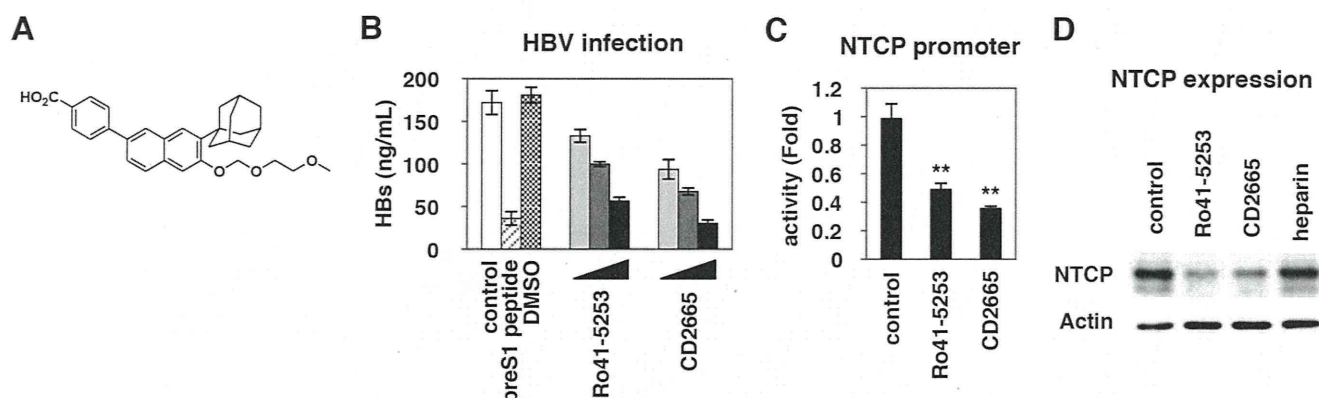 A
HO₂C
O
O
O
B
HBV infection
HBs (ng/mL)
200
150
100
50
0
control
preS1 peptide
DMSO
Ro41-5253
CD2665
C
NTCP promoter
activity (Fold)
1.2
1
0.8
0.6
0.4
0.2
0
**
**
control
Ro41-5253
CD2665
D
NTCP expression
control
Ro41-5253
CD2665
heparin
NTCP
Actin